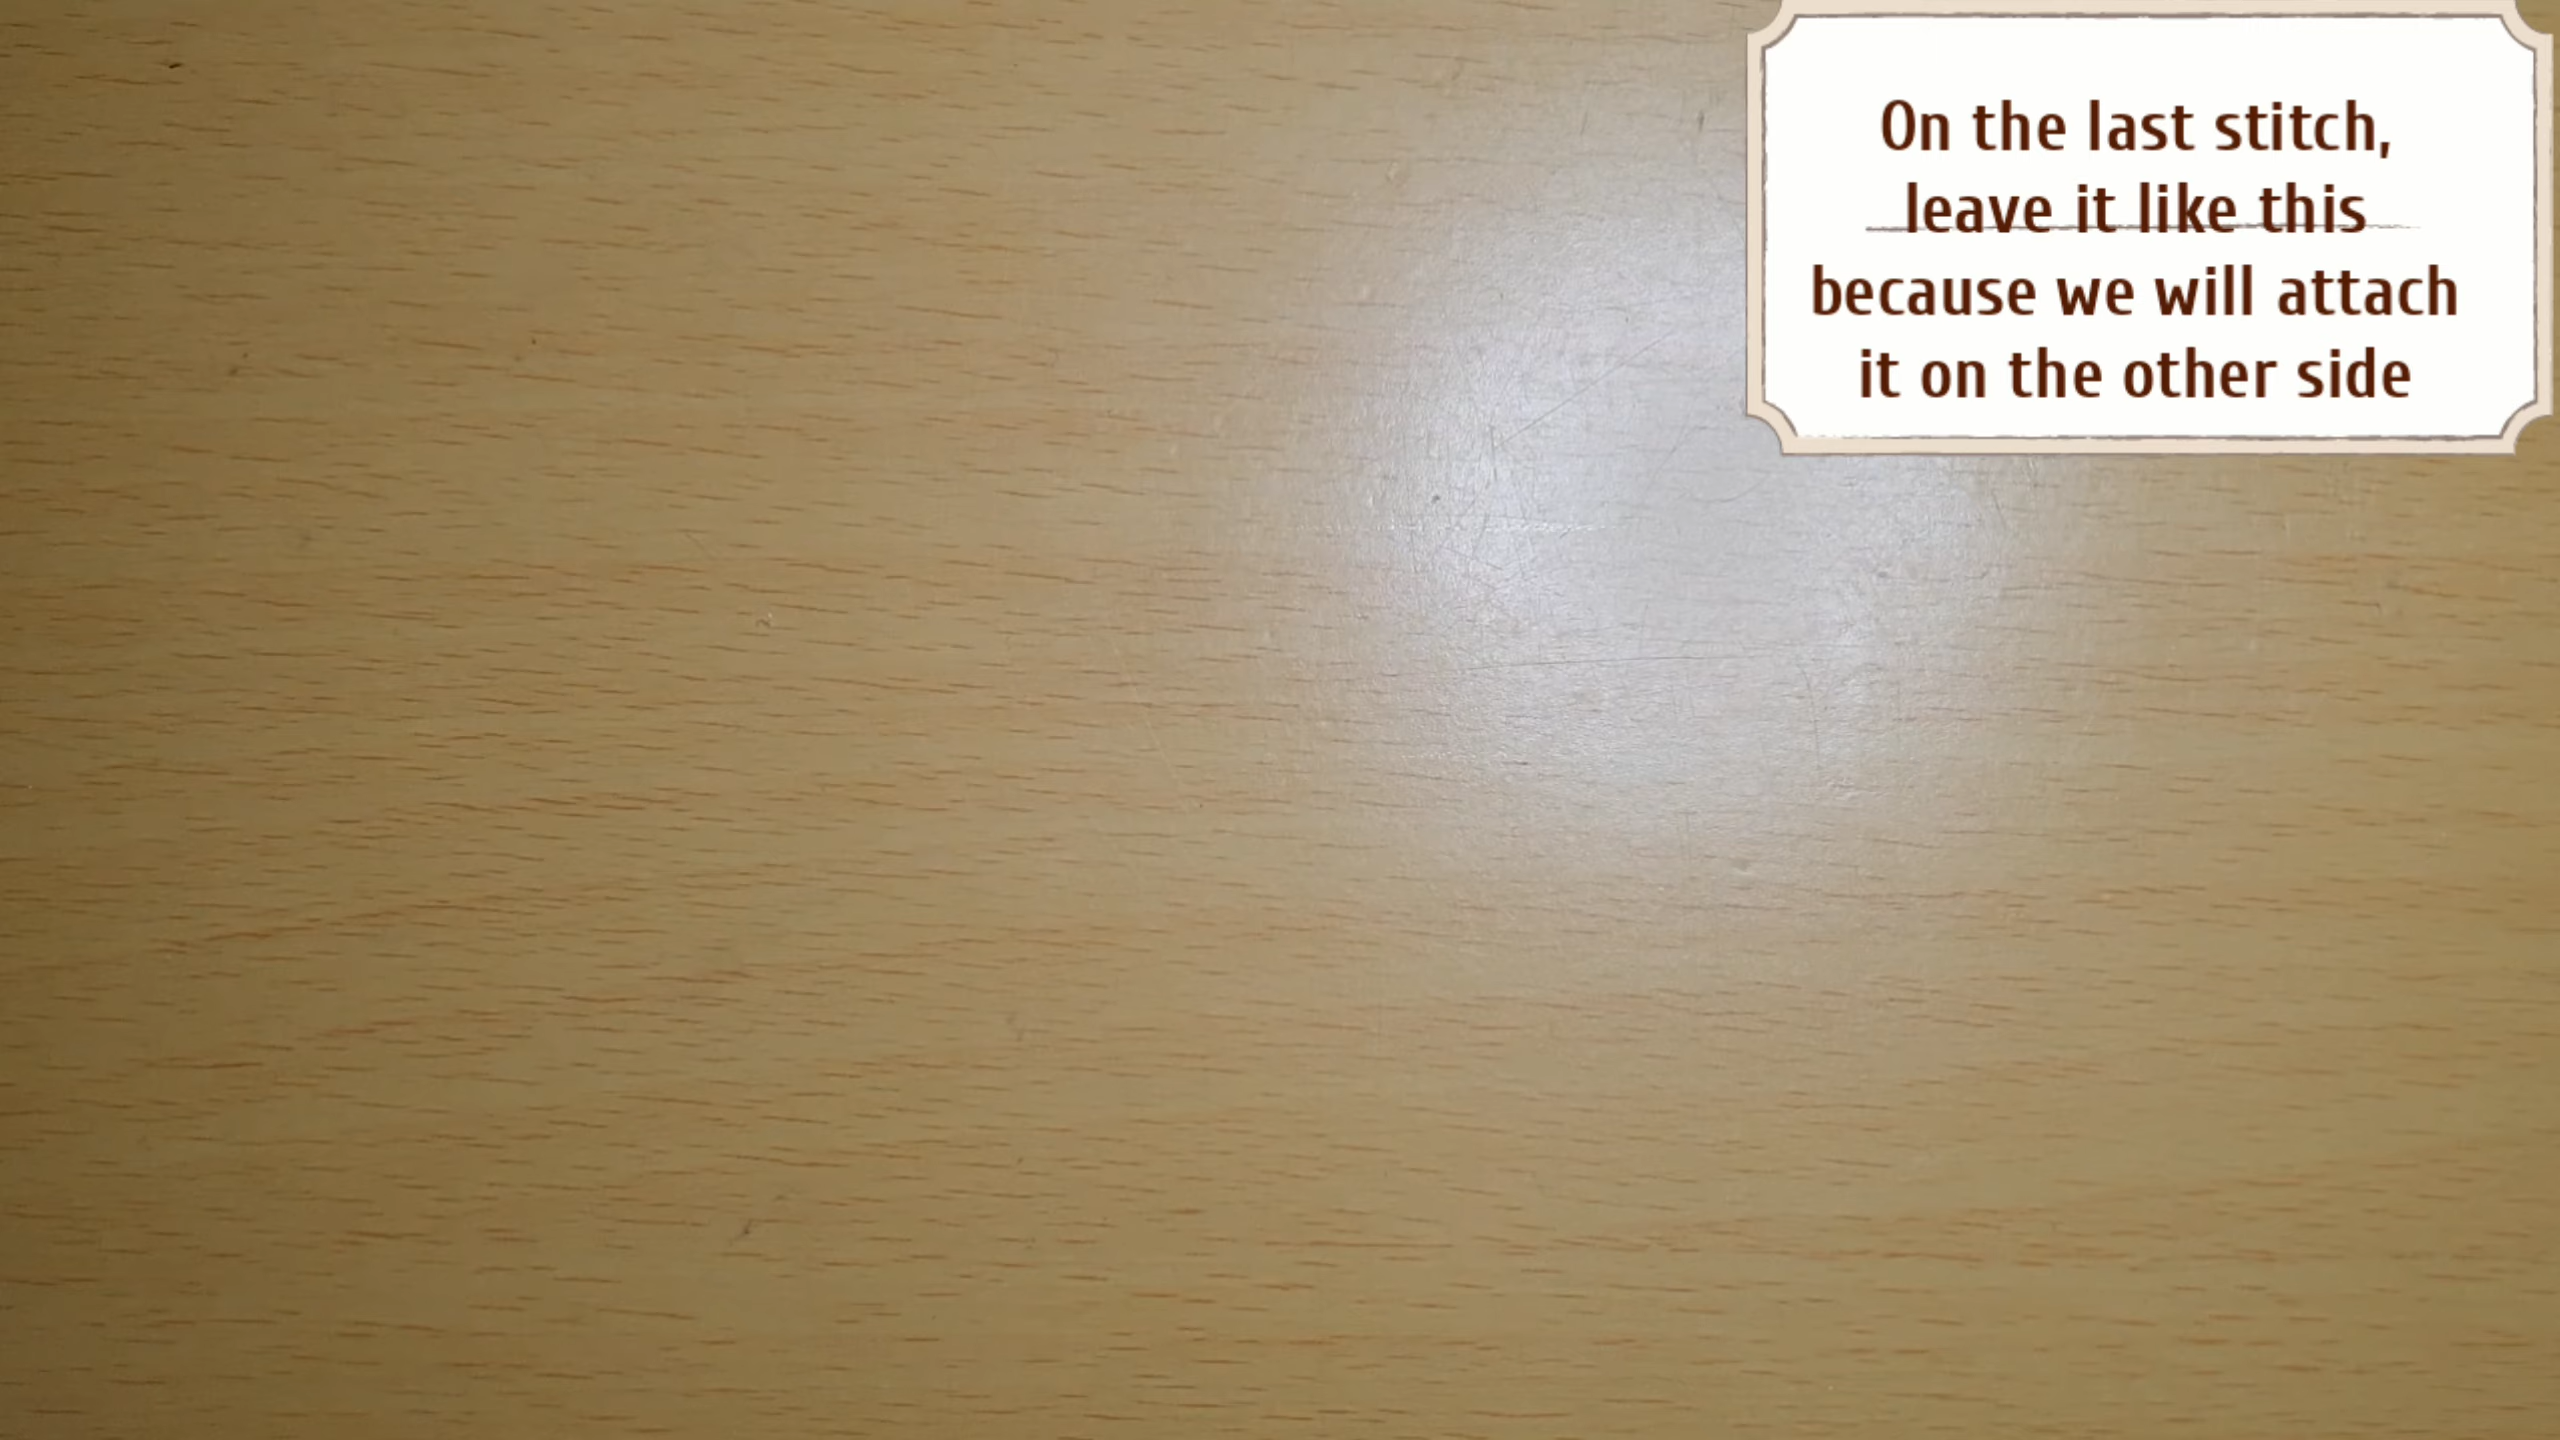 On the last stitch,
leave it like this
because we will attach
it on the other side